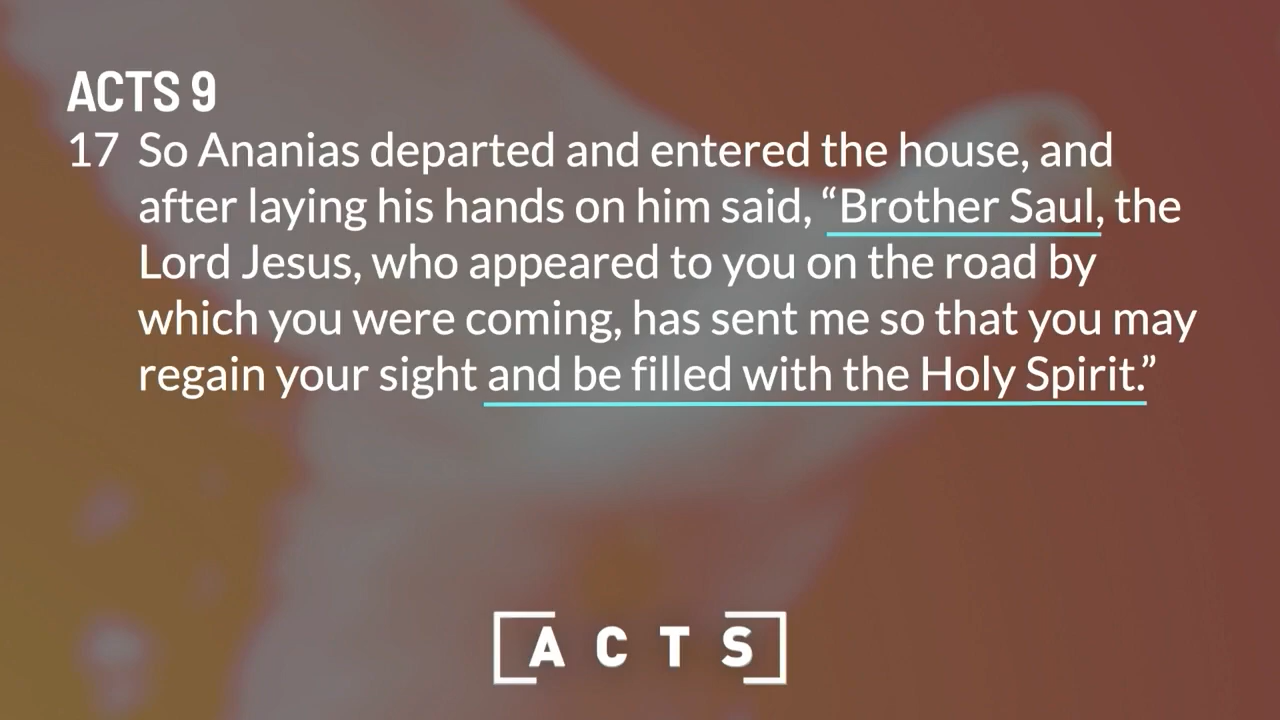 ACTS 9
17 So Ananias departed and entered the house, and
after laying his hands on him said, “Brother Saul, the
Lord Jesus, who appeared to you on the road by
which you were coming, has sent me so that you may
regain your sight and be filled with the Holy Spirit.”
[ACTS]